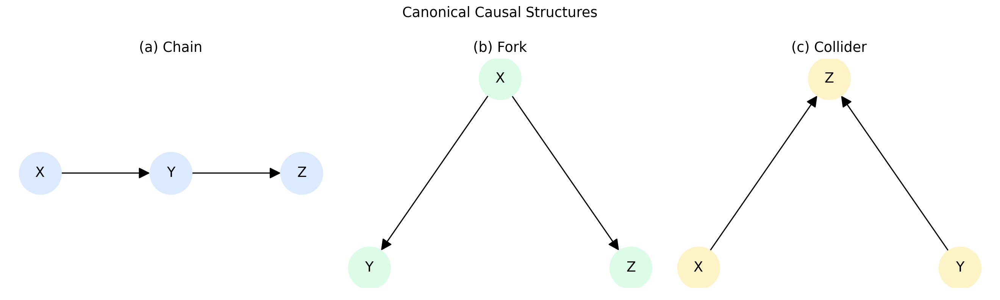 Canonical Causal Structures
(a) Chain
X
Y
Z
(b) Fork
X
Y
Z
(c) Collider
Z
X
Y